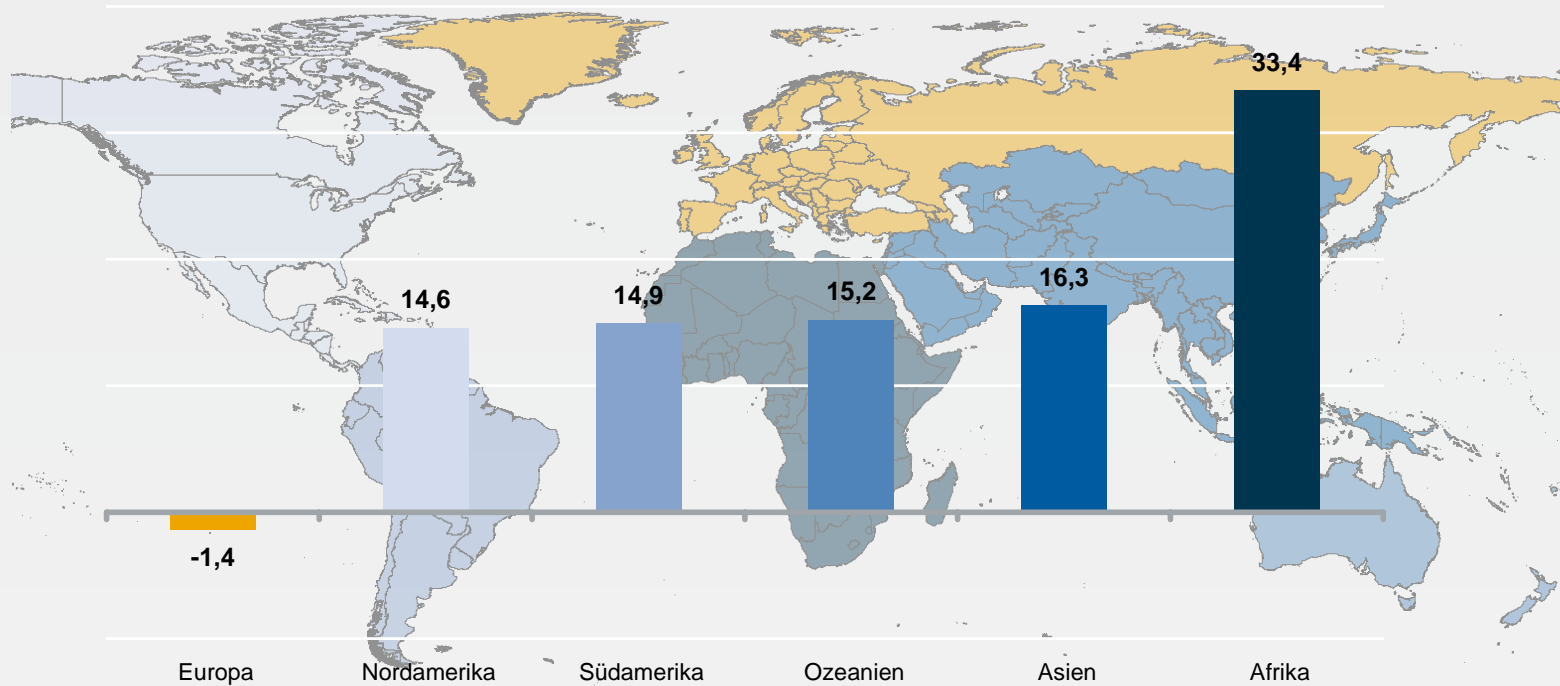 33,4
14,6
14,9
15,2
16,3
-1,4
Europa
Nordamerika
Südamerika
Ozeanien
Asien
Afrika